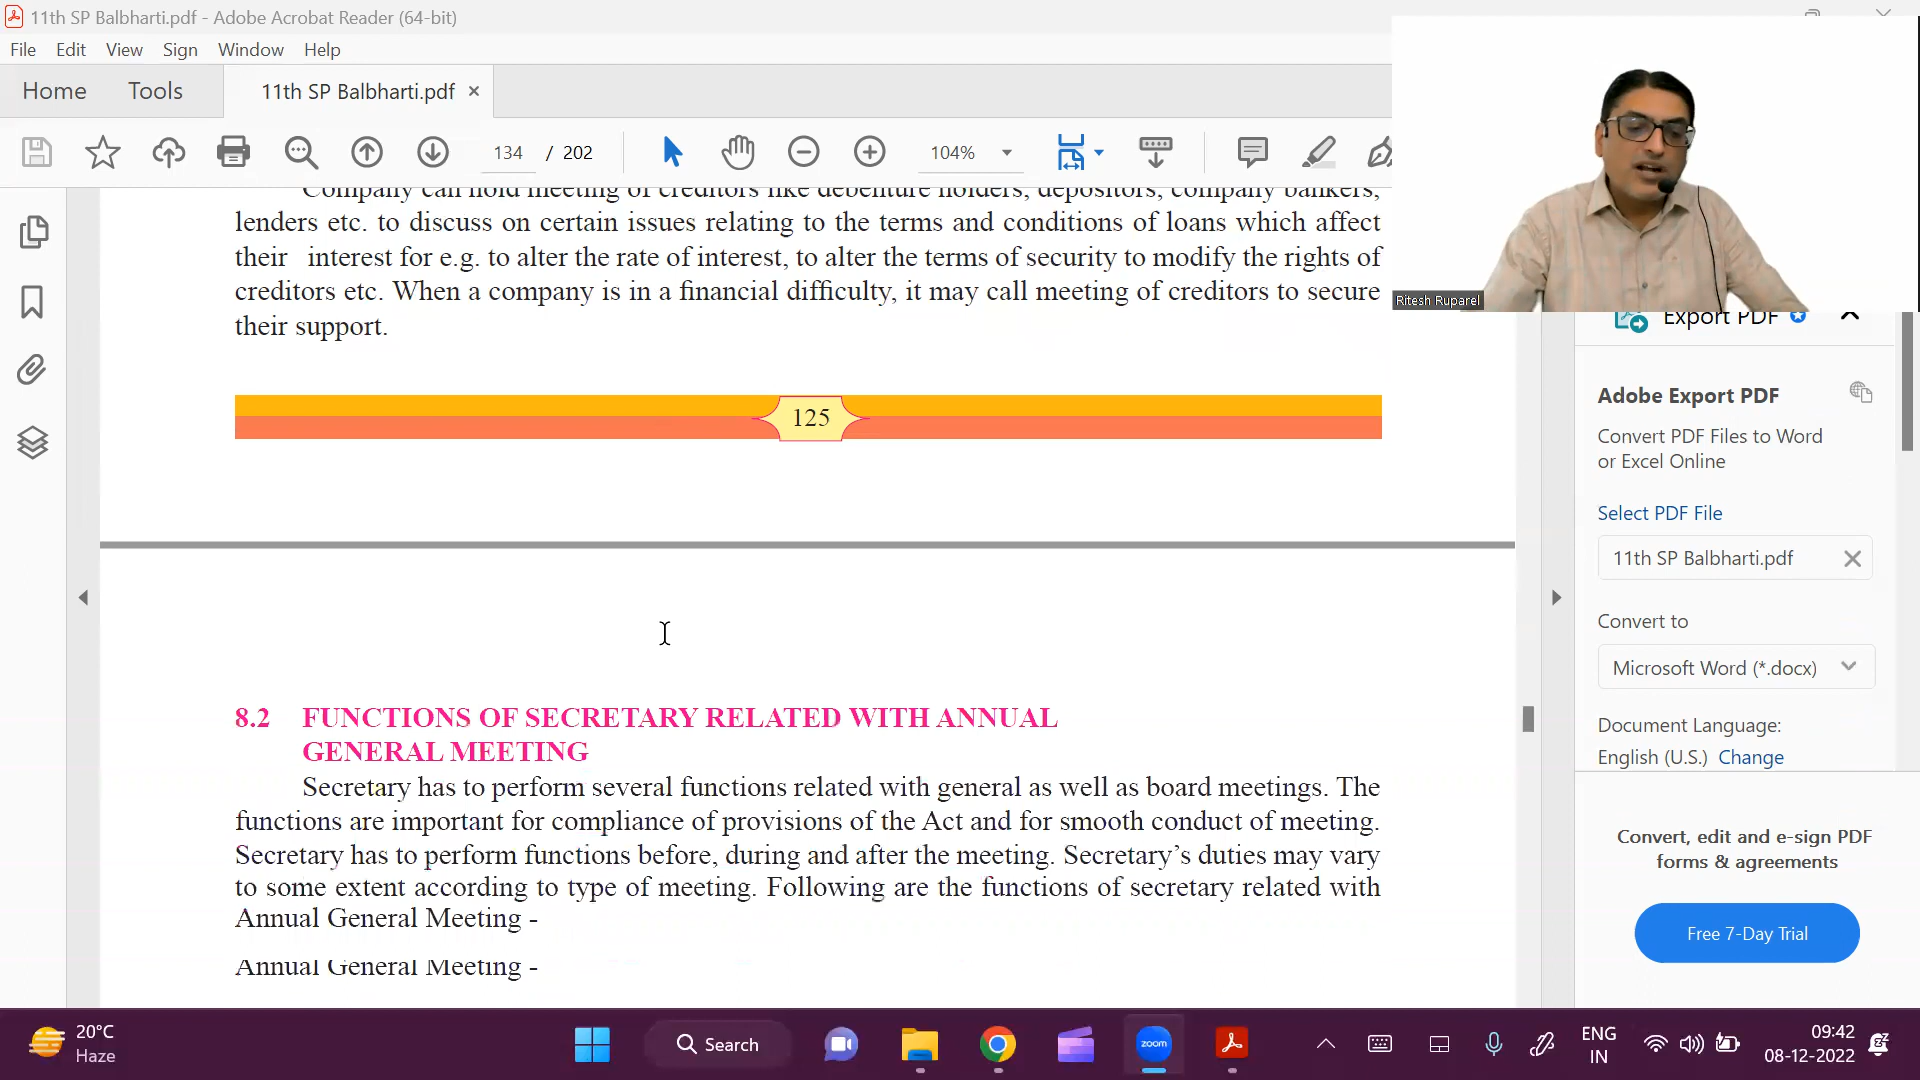 11th SP Balbharti.pdf - Adobe Acrobat Reader (64-bit)
File Edit View Sign Window Help
Home Tools 11th SP Balbharti.pdf ×
134 / 202 104%
Company can hold meeting of creditors like debenture holders, depositors, company bankers,
lenders etc. to discuss on certain issues relating to the terms and conditions of loans which affect
their interest for e.g. to alter the rate of interest, to alter the terms of security to modify the rights of
creditors etc. When a company is in a financial difficulty, it may call meeting of creditors to secure
their support.
125
8.2 FUNCTIONS OF SECRETARY RELATED WITH ANNUAL
GENERAL MEETING
Secretary has to perform several functions related with general as well as board meetings. The
functions are important for compliance of provisions of the Act and for smooth conduct of meeting.
Secretary has to perform functions before, during and after the meeting. Secretary's duties may vary
to some extent according to type of meeting. Following are the functions of secretary related with
Annual General Meeting -
Annual General Meeting -
Ritesh Ruparel
Export PDF
Adobe Export PDF
Convert PDF Files to Word
or Excel Online
Select PDF File
11th SP Balbharti.pdf
Convert to
Microsoft Word (*.docx)
Document Language:
English (U.S.) Change
Convert, edit and e-sign PDF
forms & agreements
Free 7-Day Trial
20°C
Haze
Search
zoom
ENG
IN
09:42
08-12-2022